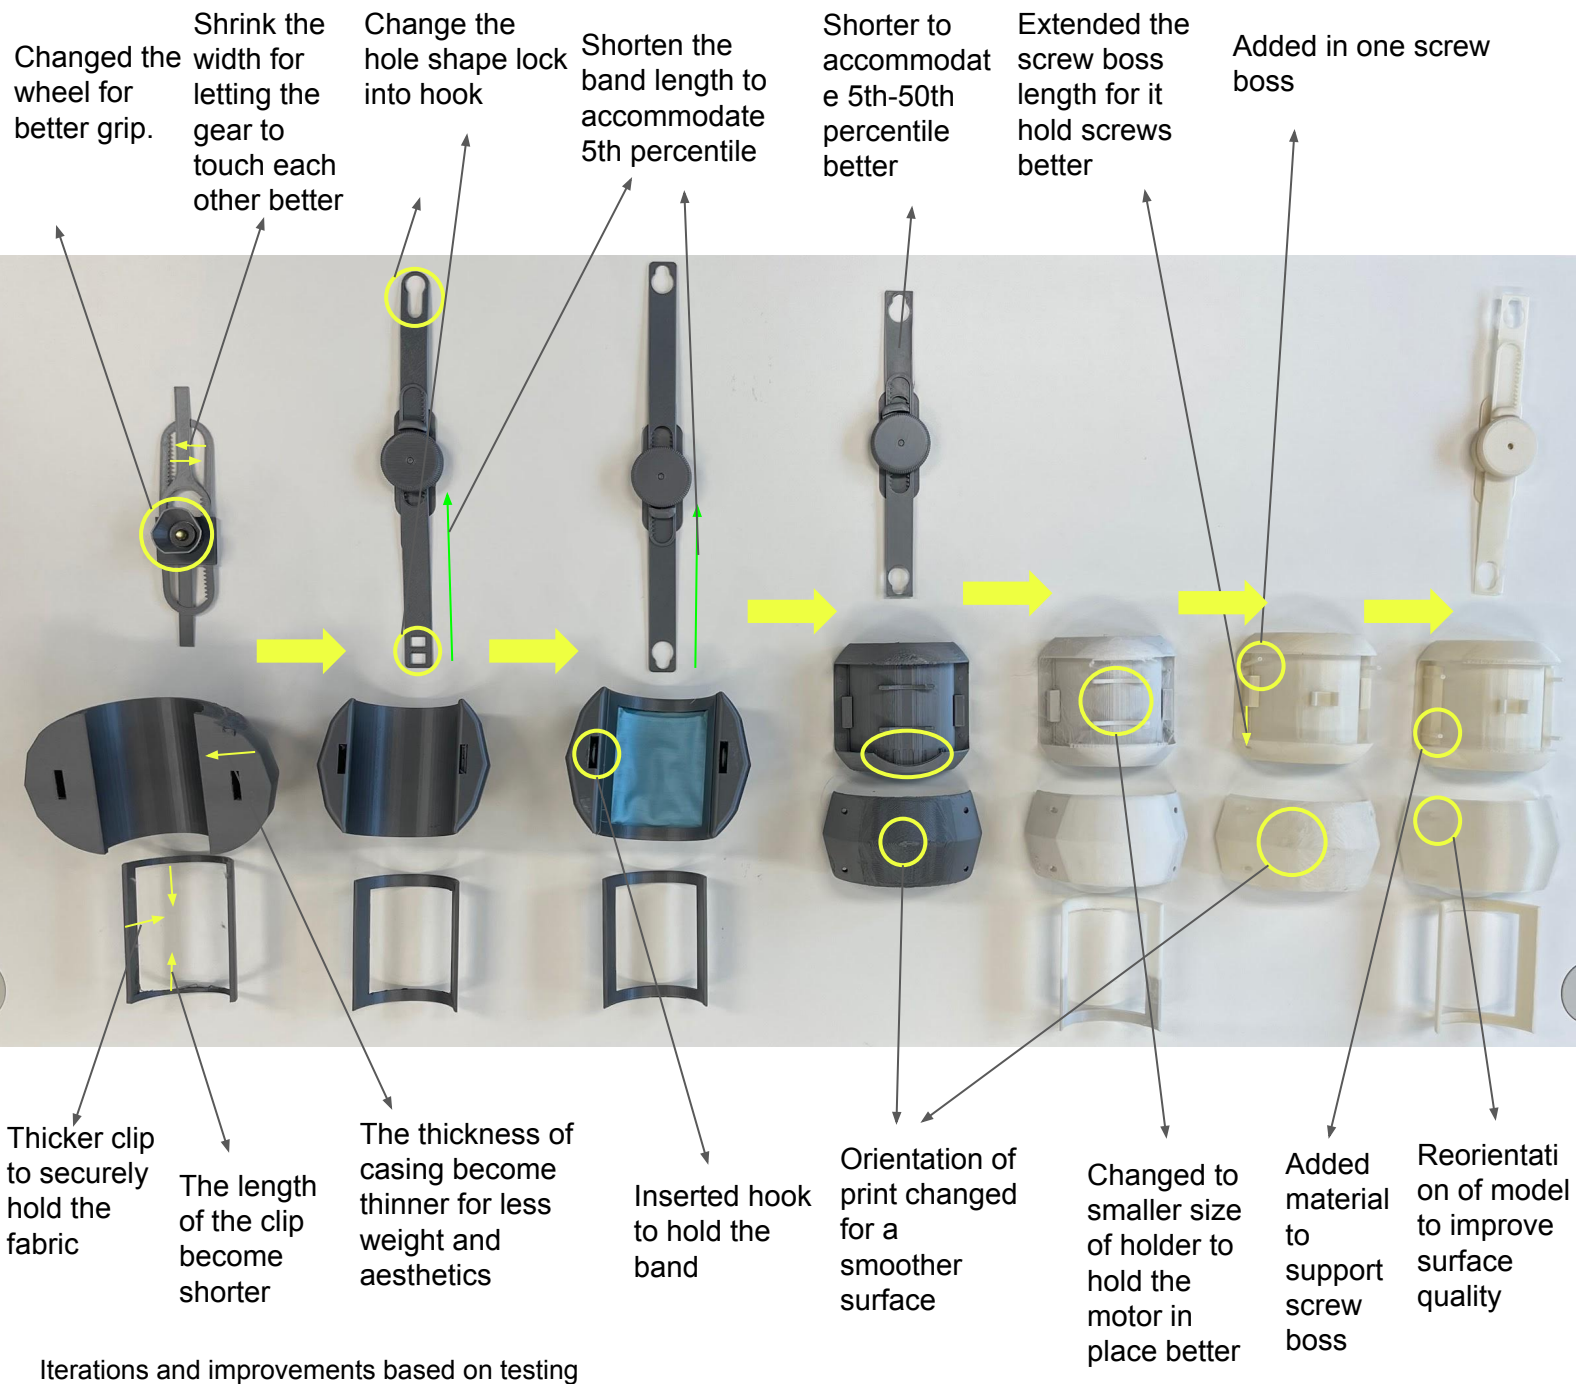 Changed the
wheel for
better grip.
Shrink the
width for
letting the
gear to
touch each
other better
Change the
hole shape lock
into hook
Shorten the
band length to
accommodate
5th percentile
Shorter to
accommodat
e 5th-50th
percentile
better
Extended the
screw boss
length for it
hold screws
better
Added in one screw
boss
Thicker clip
to securely
hold the
fabric
The length
of the clip
become
shorter
The thickness of
casing become
thinner for less
weight and
aesthetics
Inserted hook
to hold the
band
Orientation of
print changed
for a
smoother
surface
Changed to
smaller size
of holder to
hold the
motor in
place better
Added
material
to
support
screw
boss
Reorientati
on of model
to improve
surface
quality
Iterations and improvements based on testing